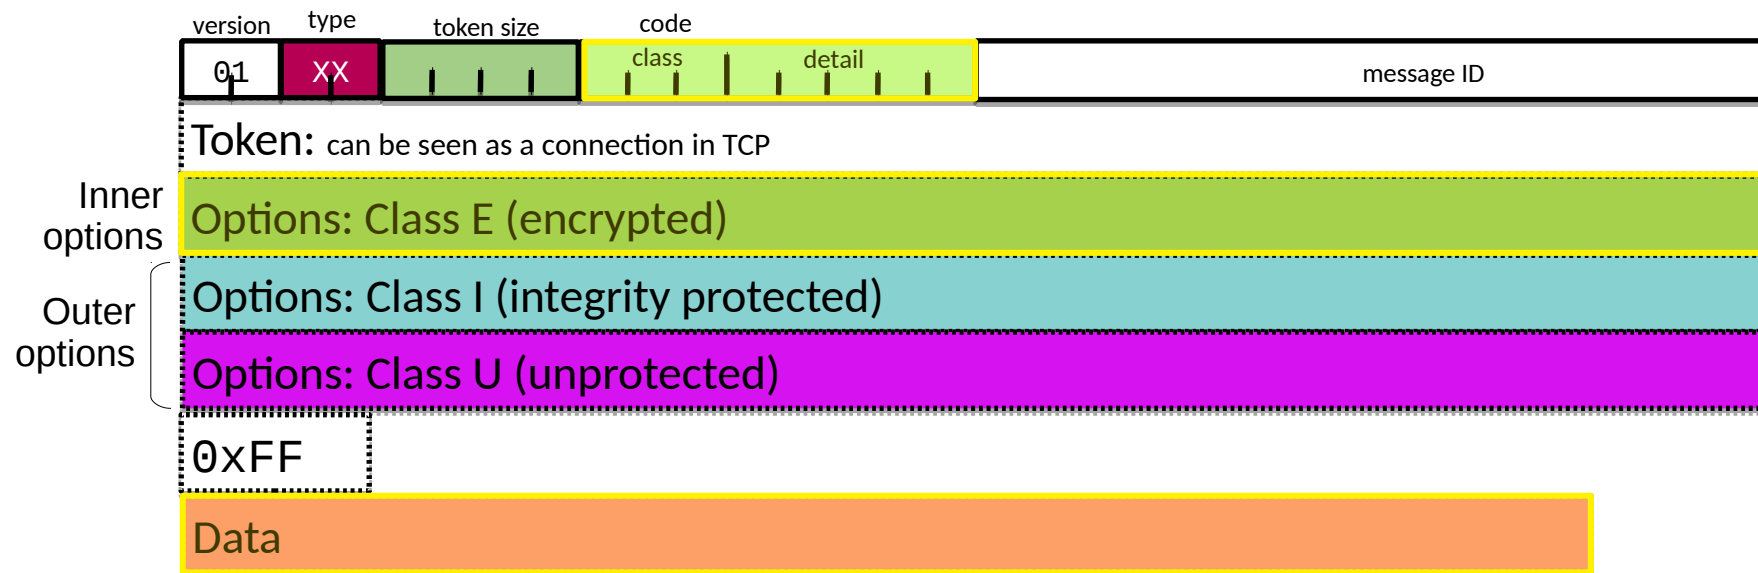 version type token size code
01 XX class detail message ID
Token: can be seen as a connection in TCP
Inner
options
Options: Class E (encrypted)
Outer
options
Options: Class I (integrity protected)
Options: Class U (unprotected)
0xFF
Data